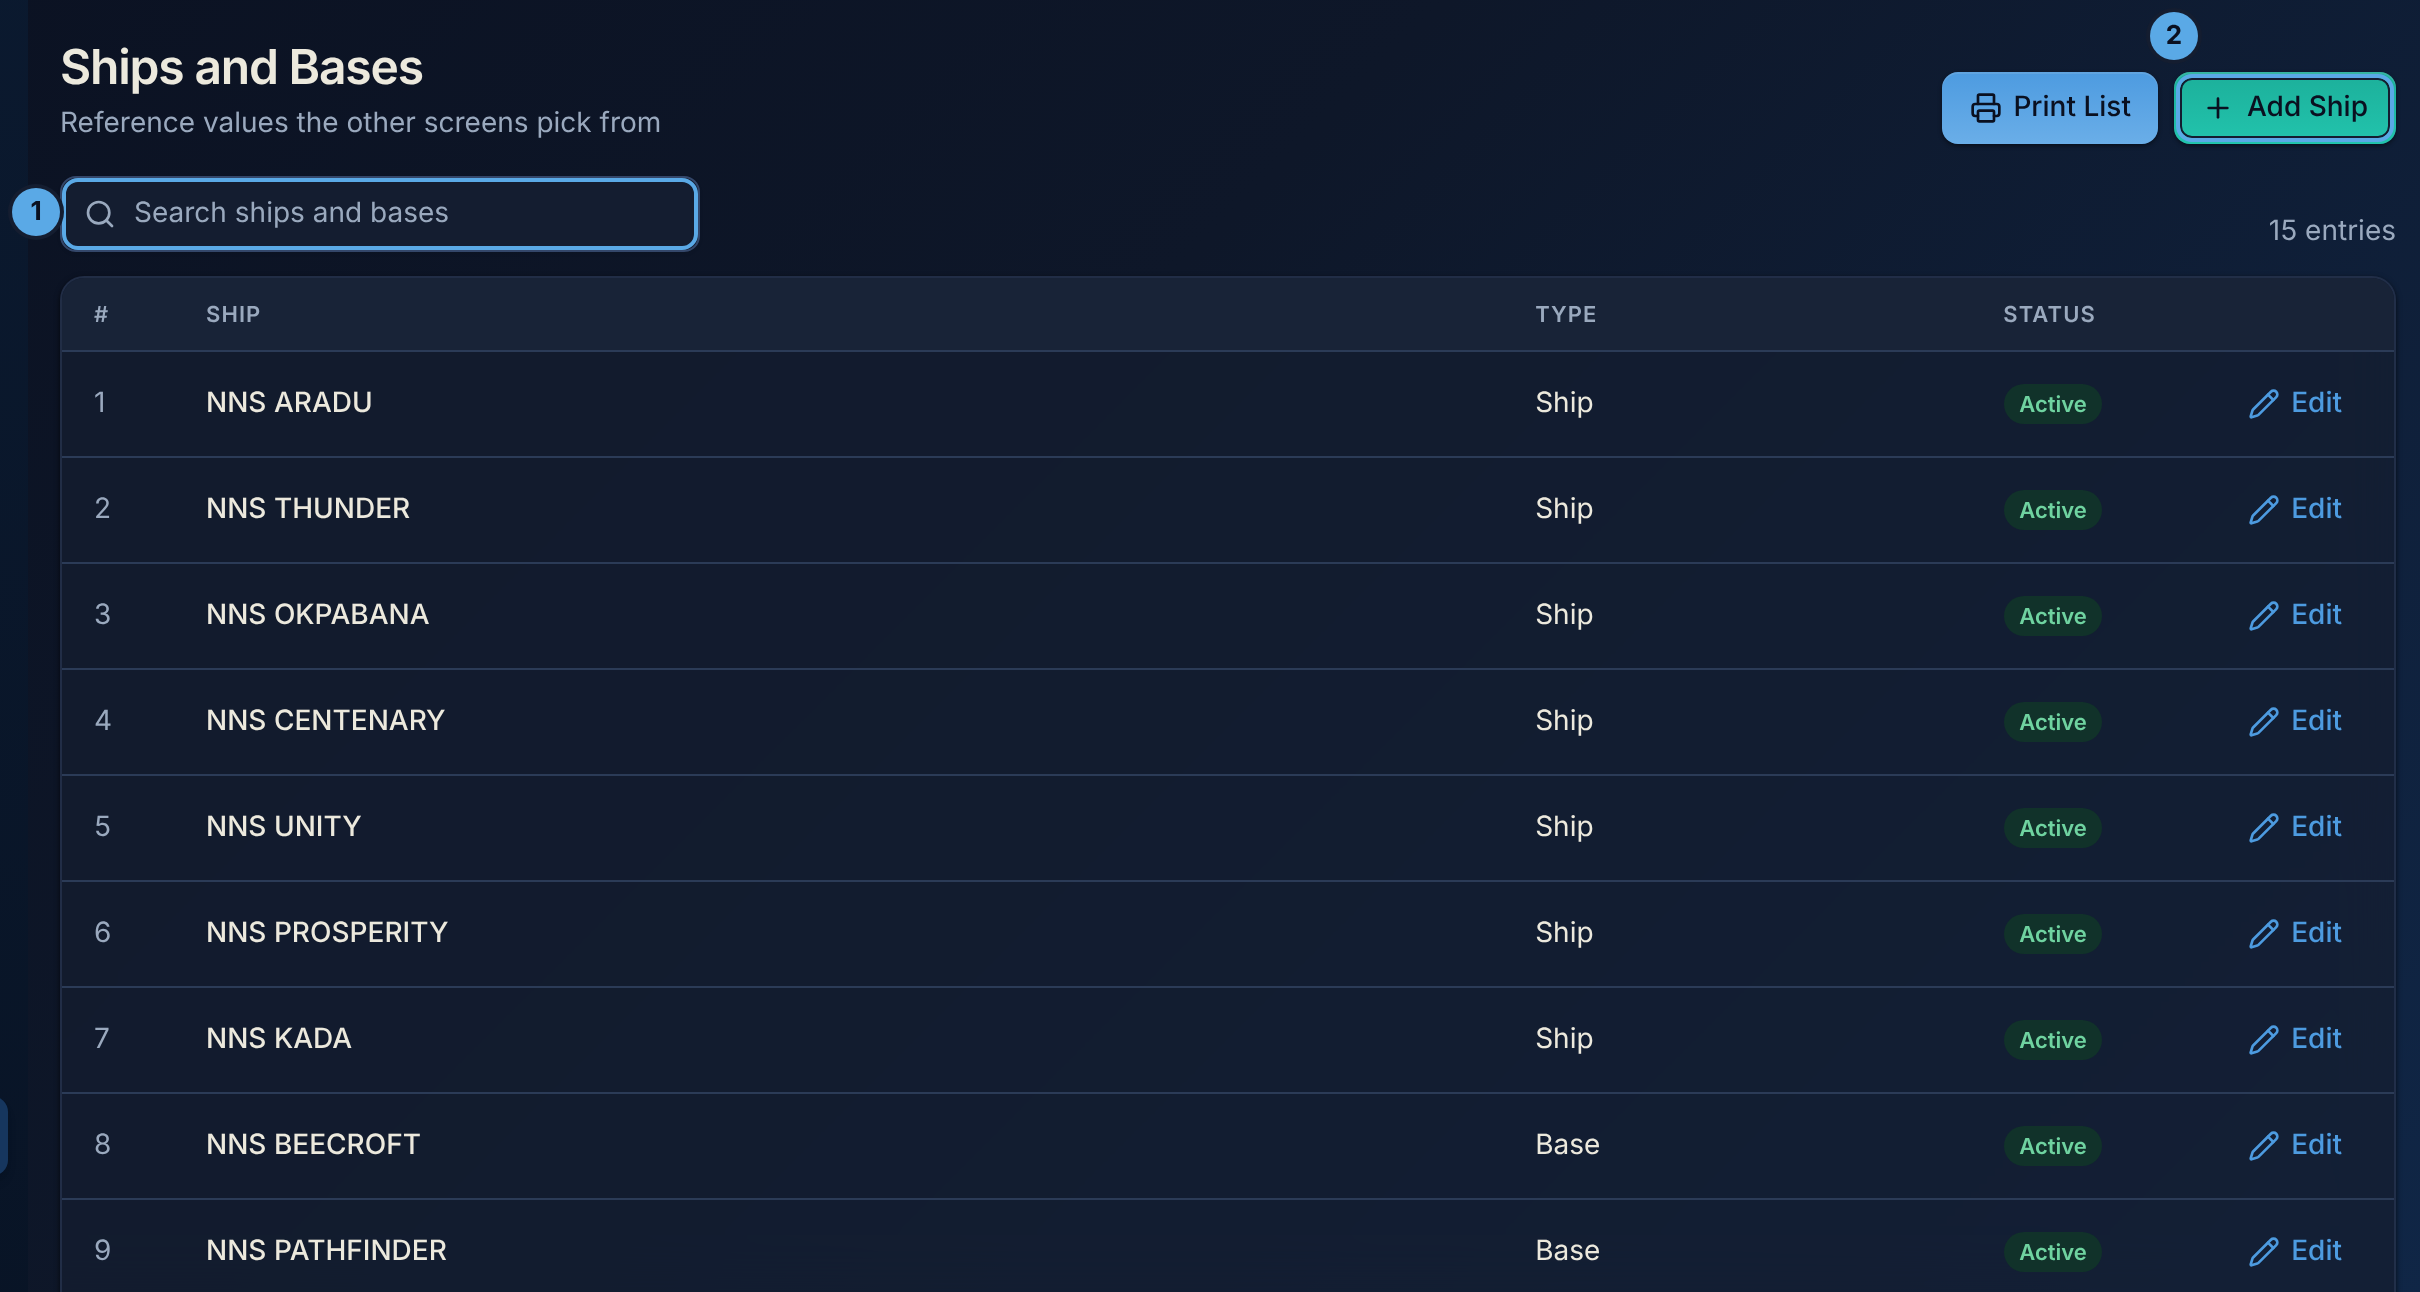 2
Ships and Bases
Reference values the other screens pick from
Print List
Add Ship
1
Search ships and bases
15 entries
# SHIP TYPE STATUS
1 NNS ARADU Ship Active Edit
2 NNS THUNDER Ship Active Edit
3 NNS OKPABANA Ship Active Edit
4 NNS CENTENARY Ship Active Edit
5 NNS UNITY Ship Active Edit
6 NNS PROSPERITY Ship Active Edit
7 NNS KADA Ship Active Edit
8 NNS BEECROFT Base Active Edit
9 NNS PATHFINDER Base Active Edit